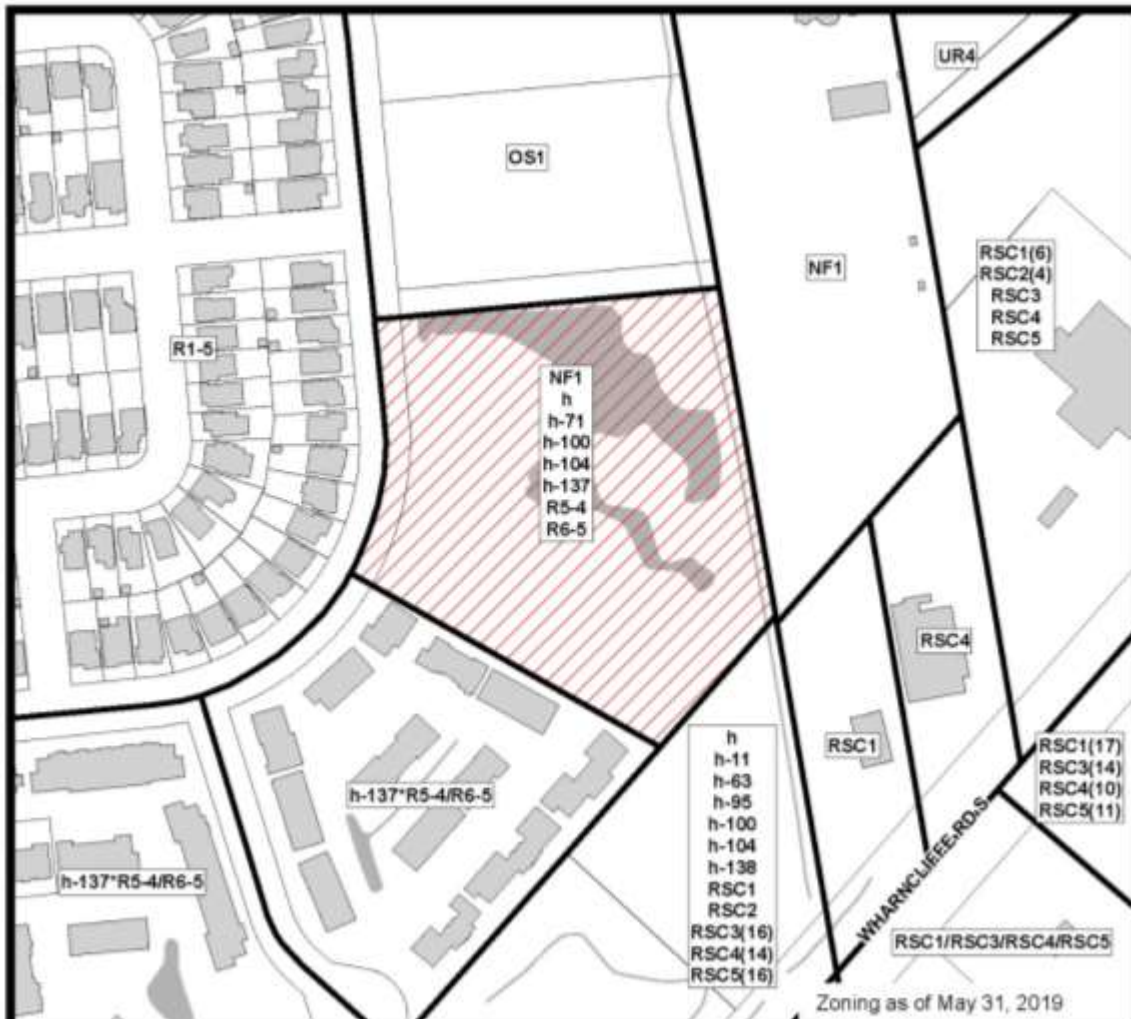 UR4
OS1
RSC1(6)
RSC2(4)
RSC3
RSC4
RSC5
NF1
R1-5
NF1
h
h-71
h-100
h-104
h-137
R5-4
R6-5
RSC4
h
h-11
h-63
h-95
h-100
h-104
h-138
RSC1
RSC2
RSC3(16)
RSC4(14)
RSC5(16)
RSC1
RSC1(17)
RSC3(14)
RSC4(10)
RSC5(11)
h-137*R5-4/R6-5
WHARNCLIFFE RD S
h-137*R5-4/R6-5
RSC1/RSC3/RSC4/RSC5
Zoning as of May 31, 2019